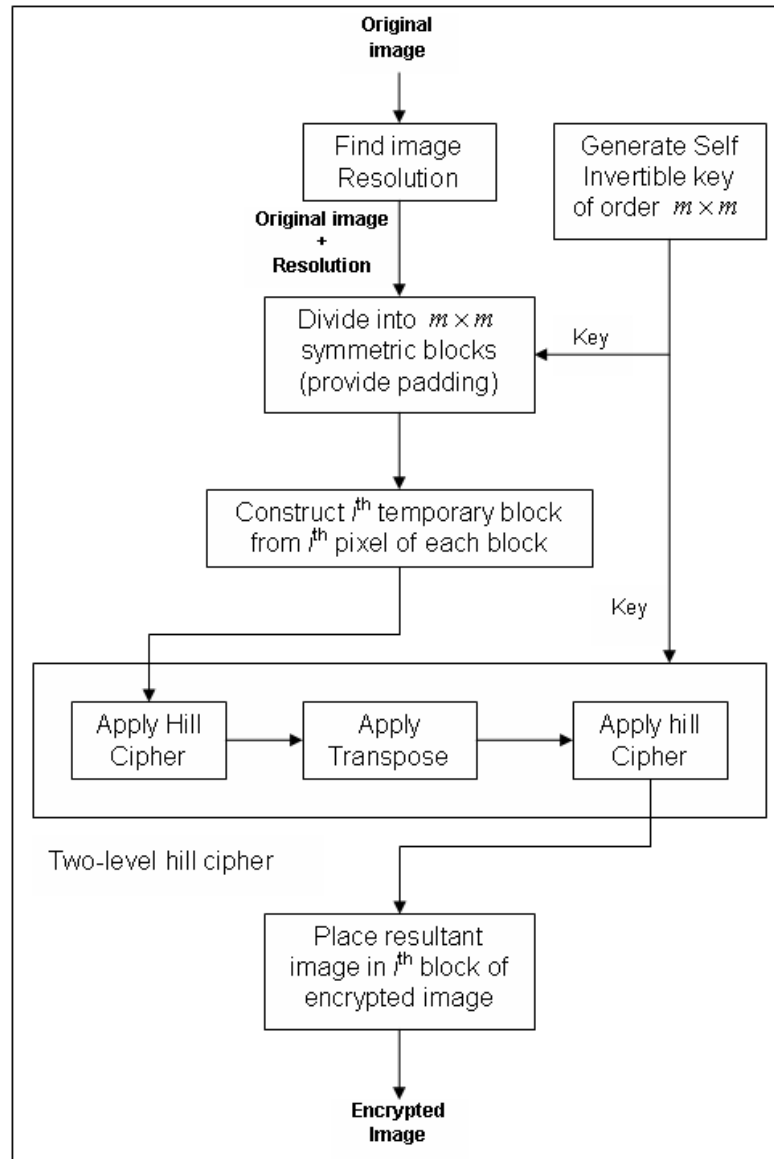 Original
image
Find image
Resolution
Generate Self
Invertible key
of order m × m
Original image
+
Resolution
Divide into m × m
symmetric blocks
(provide padding)
Key
Construct iᵗʰ temporary block
from iᵗʰ pixel of each block
Key
Apply Hill
Cipher
Apply
Transpose
Apply hill
Cipher
Two-level hill cipher
Place resultant
image in iᵗʰ block of
encrypted image
Encrypted
Image